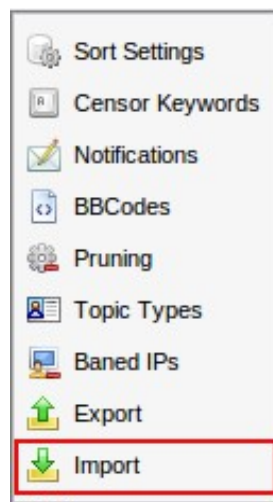 Sort Settings
Censor Keywords
Notifications
BBCodes
Pruning
Topic Types
Baned IPs
Export
Import